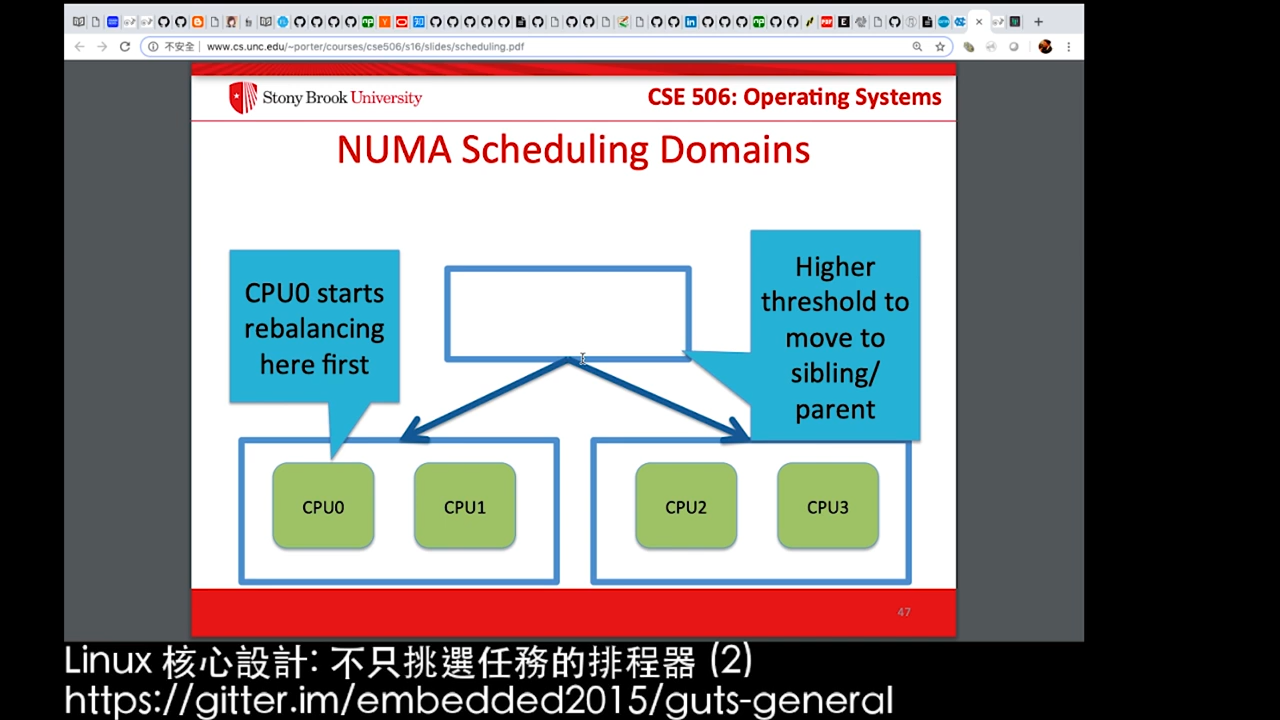 不安全 www.cs.unc.edu/~porter/courses/cse506/s16/slides/scheduling.pdf
Stony Brook University
CSE 506: Operating Systems
NUMA Scheduling Domains
CPU0 starts
rebalancing
here first
Higher
threshold to
move to
sibling/
parent
CPU0
CPU1
CPU2
CPU3
47
Linux 核心設計: 不只挑選任務的排程器 (2)
https://gitter.im/embedded2015/guts-general